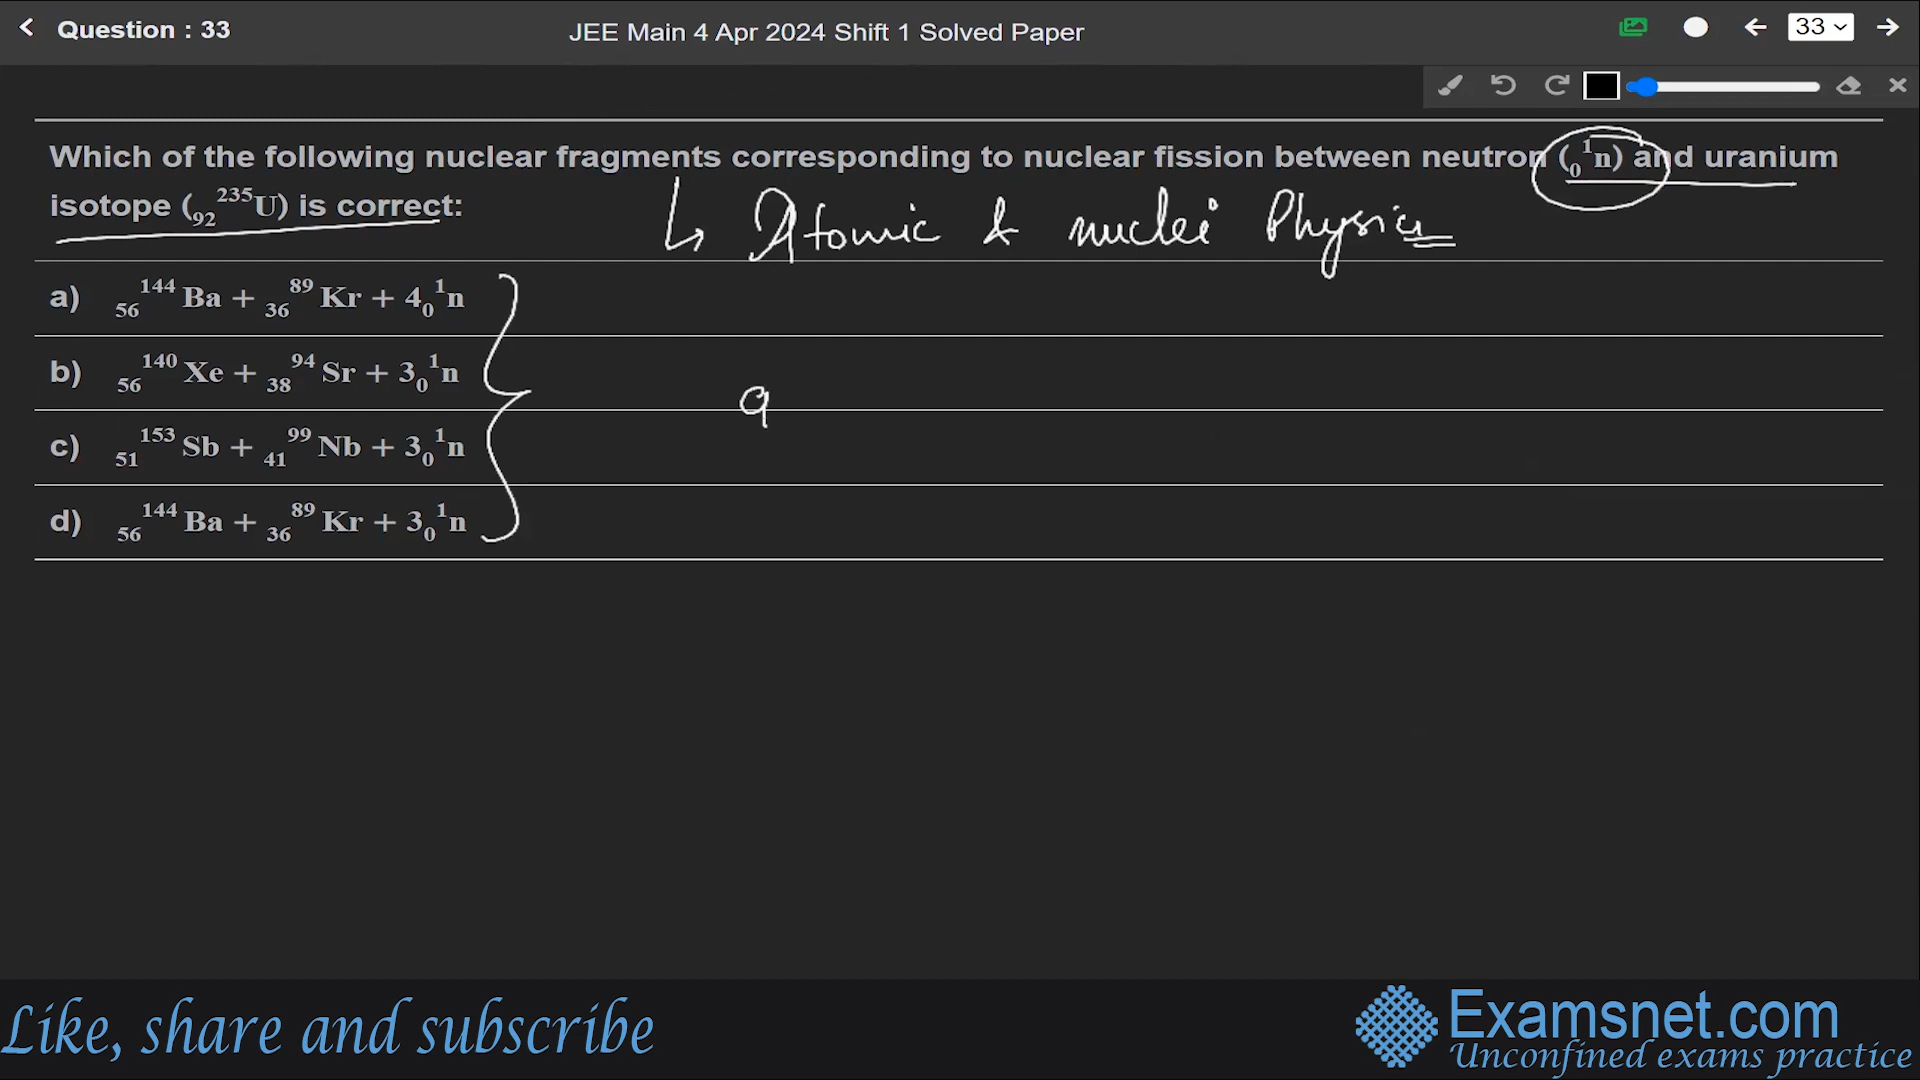 Question : 33
JEE Main 4 Apr 2024 Shift 1 Solved Paper
33
Which of the following nuclear fragments corresponding to nuclear fission between neutron (₀¹n) and uranium
isotope (₉₂²³⁵U) is correct:
Atomic & nuclei Physics
a) ₅₆¹⁴⁴Ba + ₃₆⁸⁹Kr + 4₀¹n
b) ₅₆¹⁴⁰Xe + ₃₈⁹⁴Sr + 3₀¹n
9
c) ₅₁¹⁵³Sb + ₄₁⁹⁹Nb + 3₀¹n
d) ₅₆¹⁴⁴Ba + ₃₆⁸⁹Kr + 3₀¹n
Like, share and subscribe
Examsnet.com
Unconfined exams practice